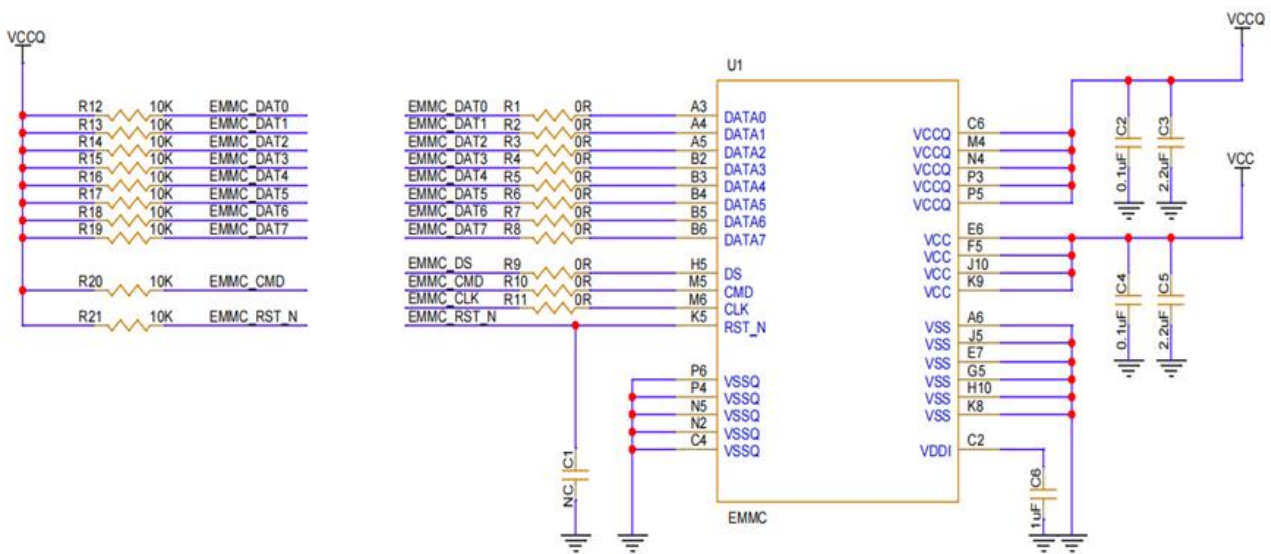 VCCQ
R12 10K EMMC_DAT0
R13 10K EMMC_DAT1
R14 10K EMMC_DAT2
R15 10K EMMC_DAT3
R16 10K EMMC_DAT4
R17 10K EMMC_DAT5
R18 10K EMMC_DAT6
R19 10K EMMC_DAT7
R20 10K EMMC_CMD
R21 10K EMMC_RST_N
EMMC_DAT0 R1 0R A3
EMMC_DAT1 R2 0R A4
EMMC_DAT2 R3 0R A5
EMMC_DAT3 R4 0R B2
EMMC_DAT4 R5 0R B3
EMMC_DAT5 R6 0R B4
EMMC_DAT6 R7 0R B5
EMMC_DAT7 R8 0R B6
EMMC_DS R9 0R H5
EMMC_CMD R10 0R M5
EMMC_CLK R11 0R M6
EMMC_RST_N K5
P6
P4
N5
N2
C4
C1
NC
U1
DATA0
DATA1
DATA2
DATA3
DATA4
DATA5
DATA6
DATA7
DS
CMD
CLK
RST_N
VSSQ
VSSQ
VSSQ
VSSQ
VSSQ
EMMC
VCCQ C6
VCCQ M4
VCCQ N4
VCCQ P3
VCCQ P5
VCC E6
VCC F5
VCC J10
VCC K9
VSS A6
VSS J5
VSS E7
VSS G5
VSS H10
VSS K8
VDDI C2
C6
1uF
VCCQ
C2
0.1uF
C3
2.2uF
VCC
C4
0.1uF
C5
2.2uF